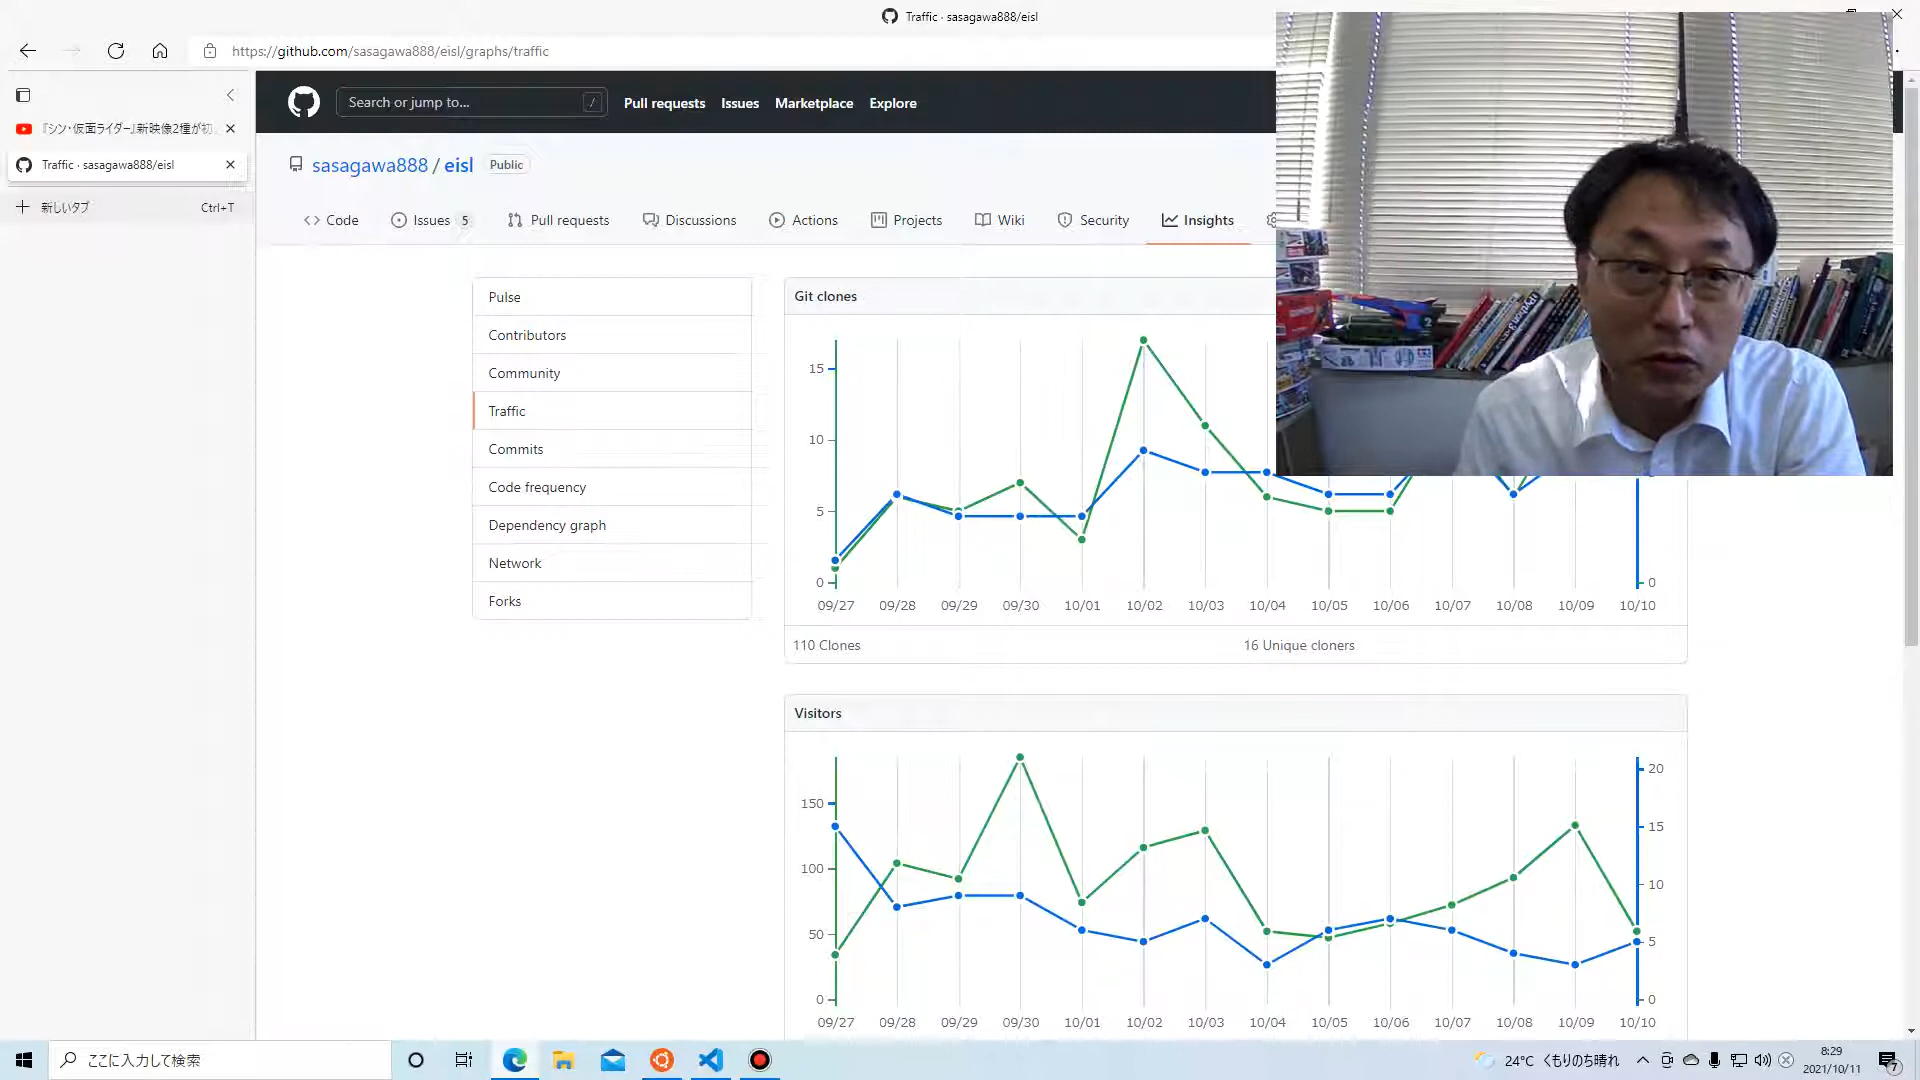 Traffic · sasagawa888/eisl
https://github.com/sasagawa888/eisl/graphs/traffic
『シン・仮面ライダー』新映像2種が初
Traffic · sasagawa888/eisl
新しいタブ
Ctrl+T
Search or jump to...
/
Pull requests
Issues
Marketplace
Explore
sasagawa888 / eisl
Public
Code
Issues 5
Pull requests
Discussions
Actions
Projects
Wiki
Security
Insights
Pulse
Contributors
Community
Traffic
Commits
Code frequency
Dependency graph
Network
Forks
Git clones
15
10
5
0
0
09/27 09/28 09/29 09/30 10/01 10/02 10/03 10/04 10/05 10/06 10/07 10/08 10/09 10/10
110 Clones
16 Unique cloners
Visitors
150
100
50
0
20
15
10
5
0
09/27 09/28 09/29 09/30 10/01 10/02 10/03 10/04 10/05 10/06 10/07 10/08 10/09 10/10
ここに入力して検索
24°C くもりのち晴れ
8:29
2021/10/11
7